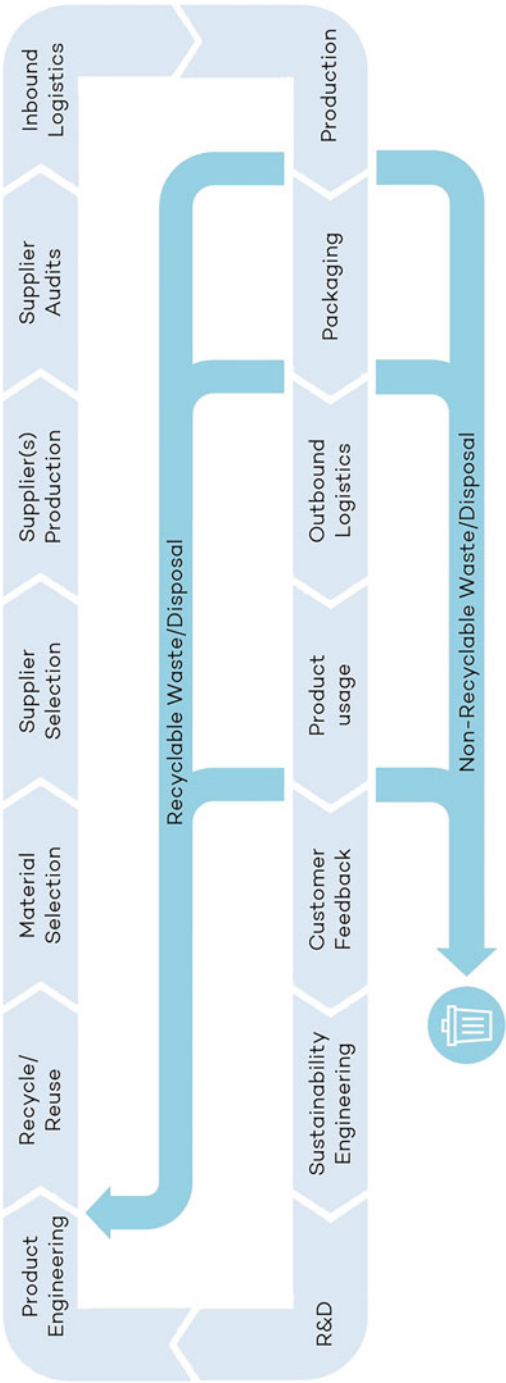 Product
Engineering
Recycle/
Reuse
Material
Selection
Supplier
Selection
Supplier(s)
Production
Supplier
Audits
Inbound
Logistics
Recyclable Waste/Disposal
R&D
Sustainability
Engineering
Customer
Feedback
Product
usage
Outbound
Logistics
Packaging
Production
Non-Recyclable Waste/Disposal